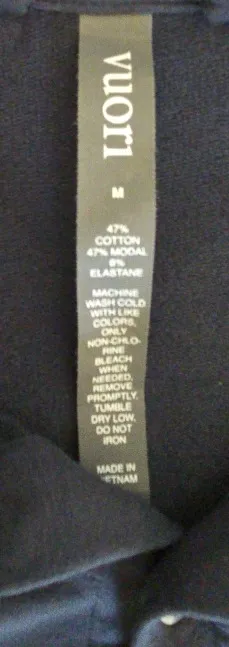 vuori
M
47%
COTTON
47% MODAL
6%
ELASTANE
MACHINE
WASH COLD
WITH LIKE
COLORS,
ONLY
NON-CHLO-
RINE
BLEACH
WHEN
NEEDED,
REMOVE
PROMPTLY,
TUMBLE
DRY LOW,
DO NOT
IRON
MADE IN
ETNAM